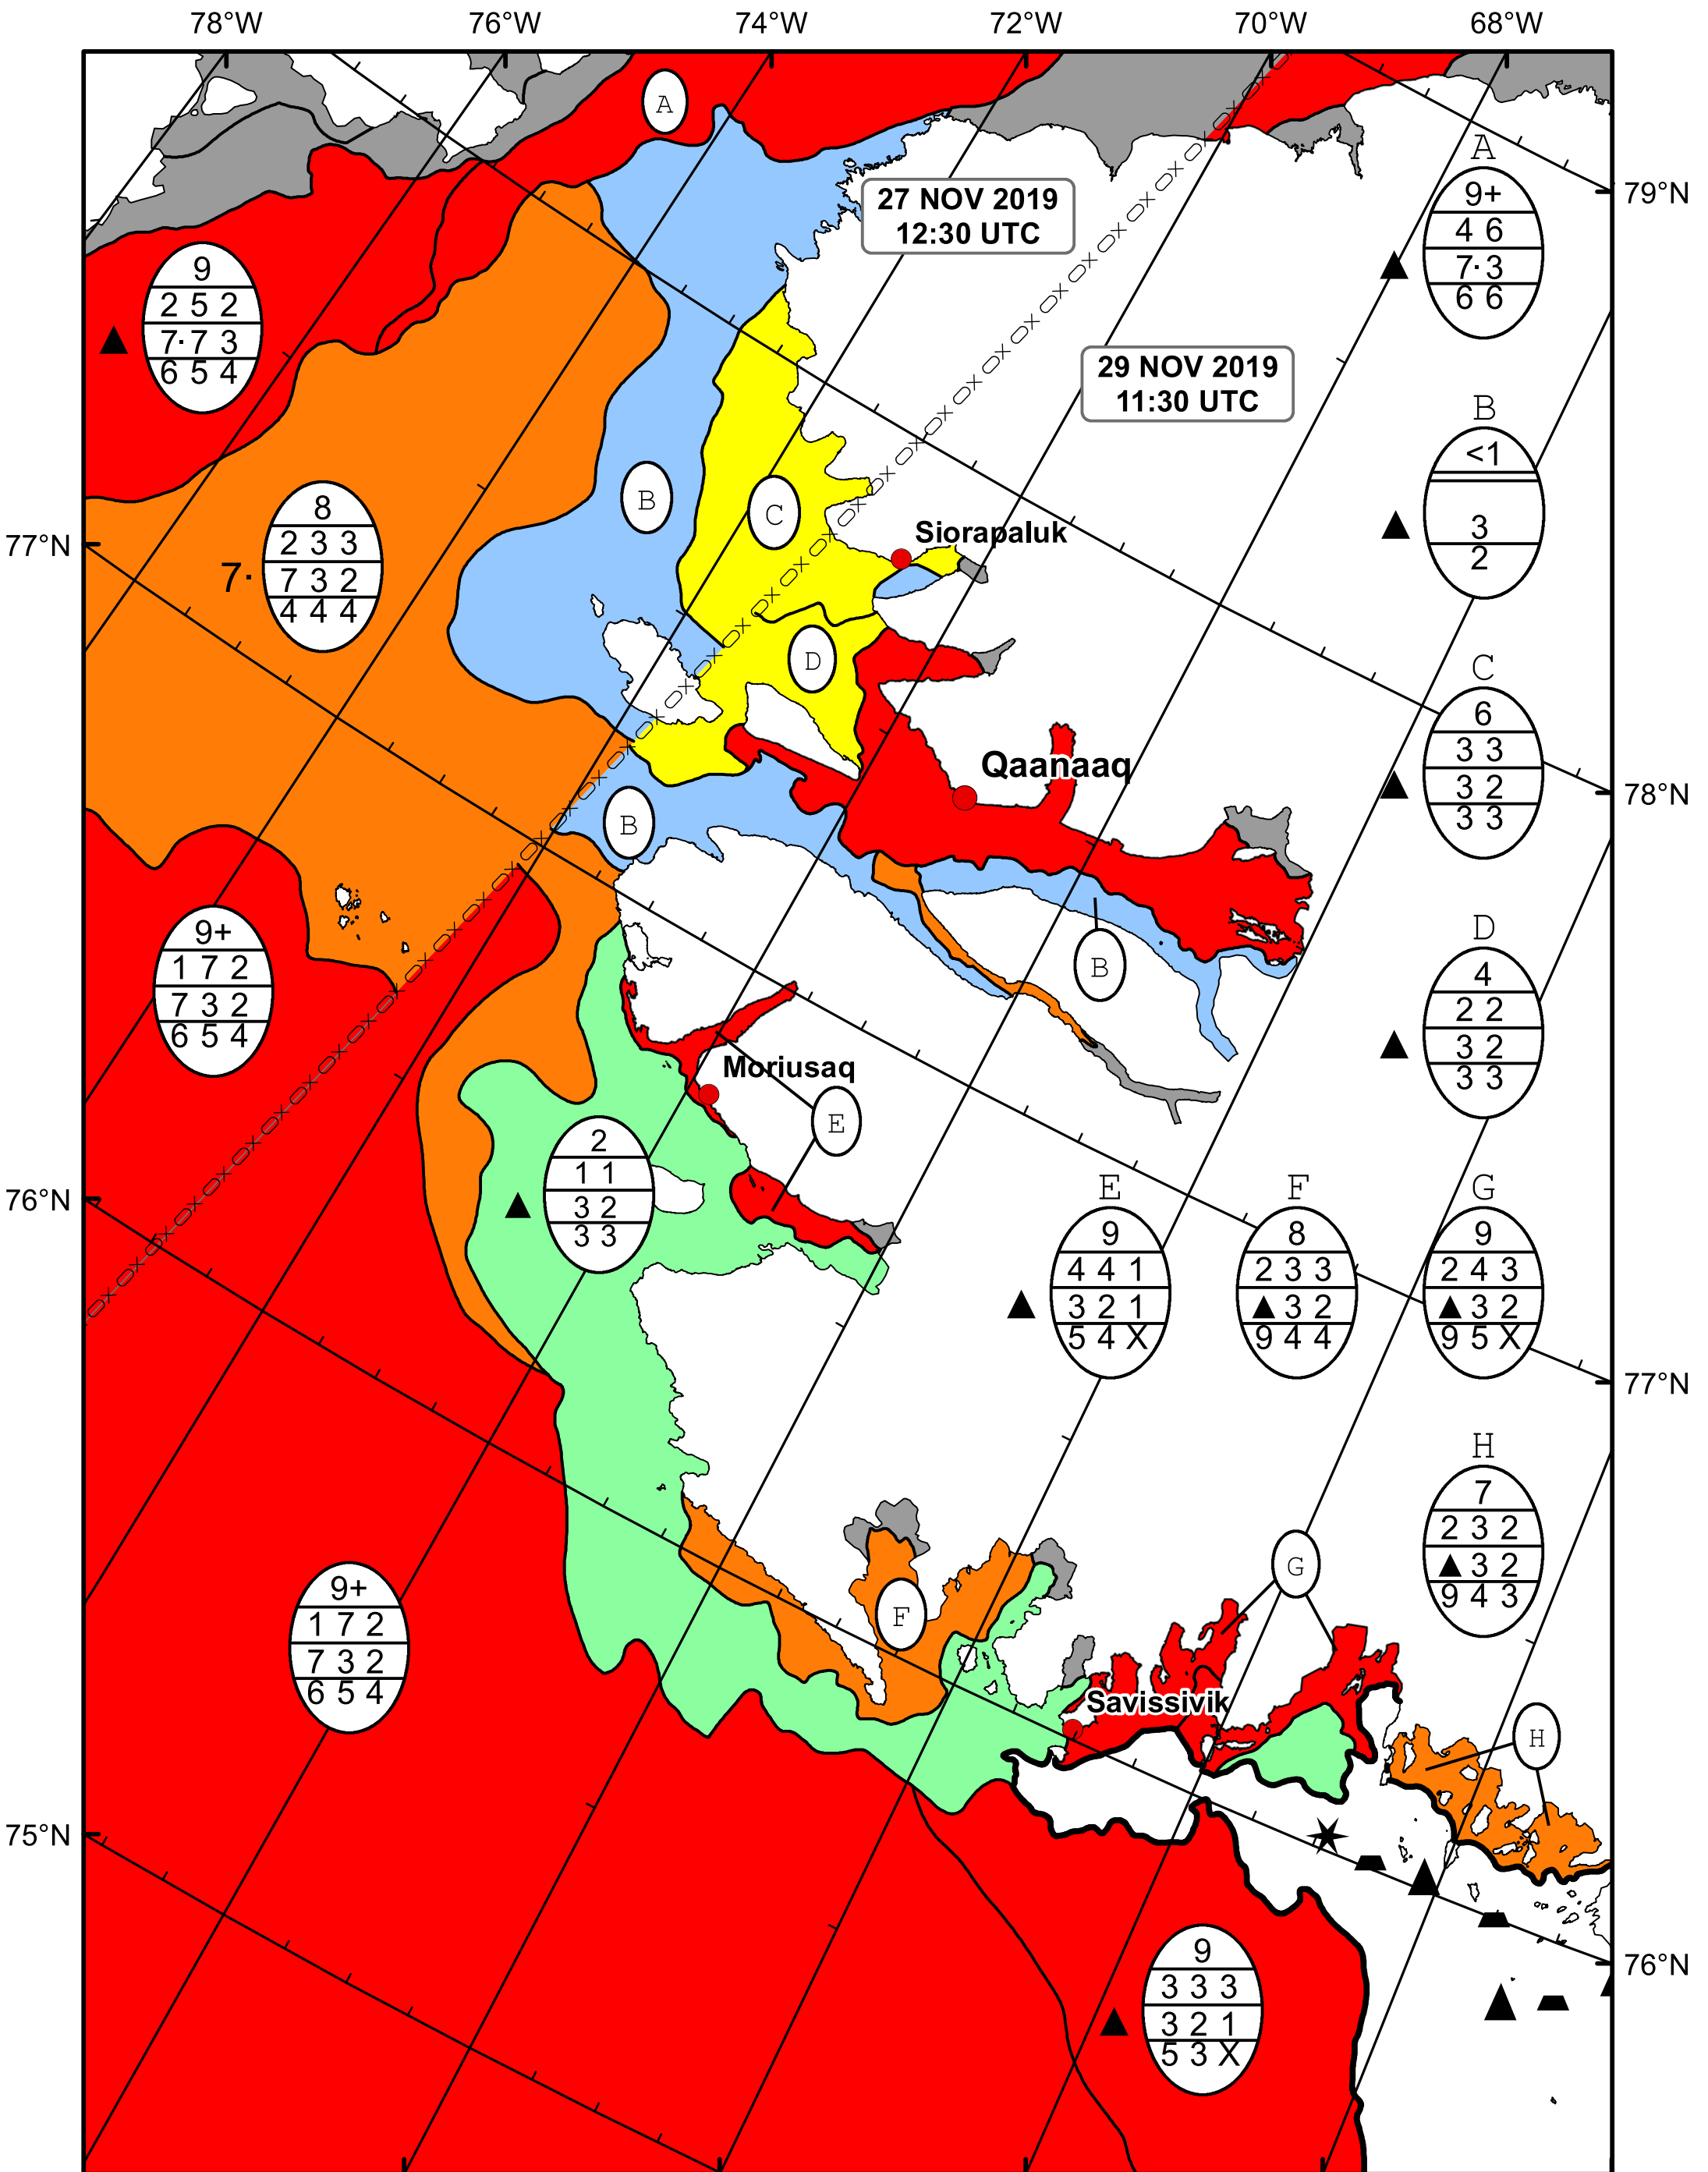 78°W 76°W 74°W 72°W 70°W 68°W
A
27 NOV 2019
12:30 UTC
A
9+
4 6
7· 3
6 6
79°N
9
2 5 2
7· 7 3
6 5 4
29 NOV 2019
11:30 UTC
B
<1
3
2
8
2 3 3
7· 7 3 2
4 4 4
B
C
Siorapaluk
77°N
D
C
6
3 3
3 2
3 3
Qaanaaq
78°N
B
9+
1 7 2
7 3 2
6 5 4
B
D
4
2 2
3 2
3 3
Moriusaq
E
2
1 1
3 2
3 3
76°N
E
9
4 4 1
3 2 1
5 4 X
F
8
2 3 3
▲ 3 2
9 4 4
G
9
2 4 3
▲ 3 2
9 5 X
77°N
H
7
2 3 2
▲ 3 2
9 4 3
9+
1 7 2
7 3 2
6 5 4
F
G
Savissivik
H
75°N
76°N
9
3 3 3
3 2 1
5 3 X